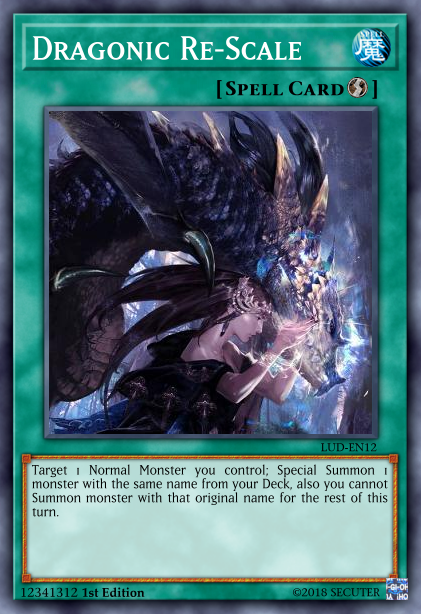 Dragonic Re-Scale
魔
[Spell Card]
LUD-EN12
Target 1 Normal Monster you control; Special Summon 1
monster with the same name from your Deck, also you cannot
Summon monster with that original name for the rest of this
turn.
12341312 1st Edition
©2018 SECUTER